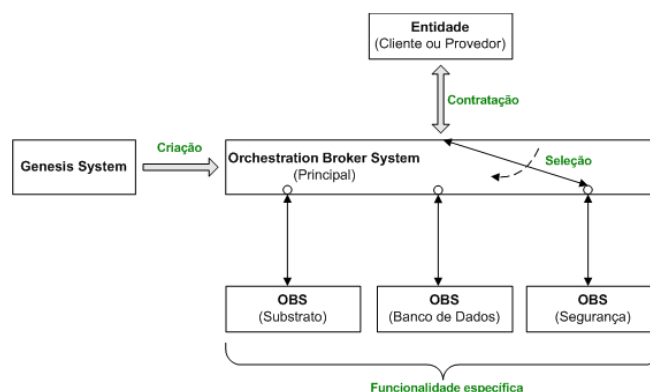 Entidade
(Cliente ou Provedor)
Contratação
Criação
Genesis System
Orchestration Broker System
(Principal)
Seleção
OBS
(Substrato)
OBS
(Banco de Dados)
OBS
(Segurança)
Funcionalidade específica